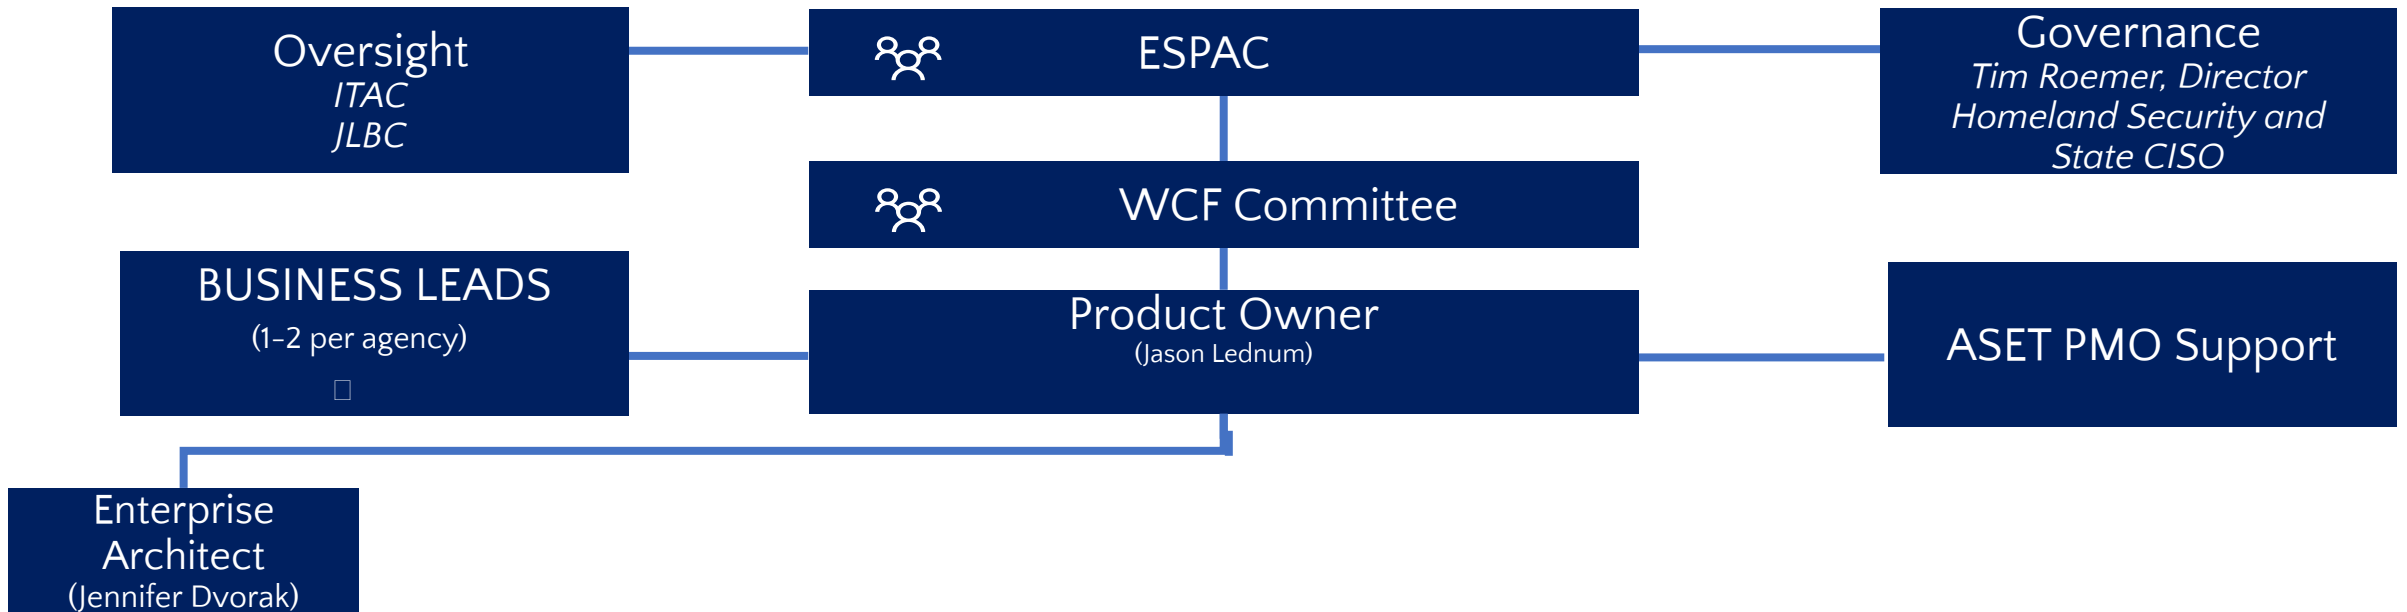 Oversight
ITAC
JLBC
ESPAC
Governance
Tim Roemer, Director
Homeland Security and
State CISO
WCF Committee
BUSINESS LEADS
(1-2 per agency)
Product Owner
(Jason Lednum)
ASET PMO Support
Enterprise
Architect
(Jennifer Dvorak)